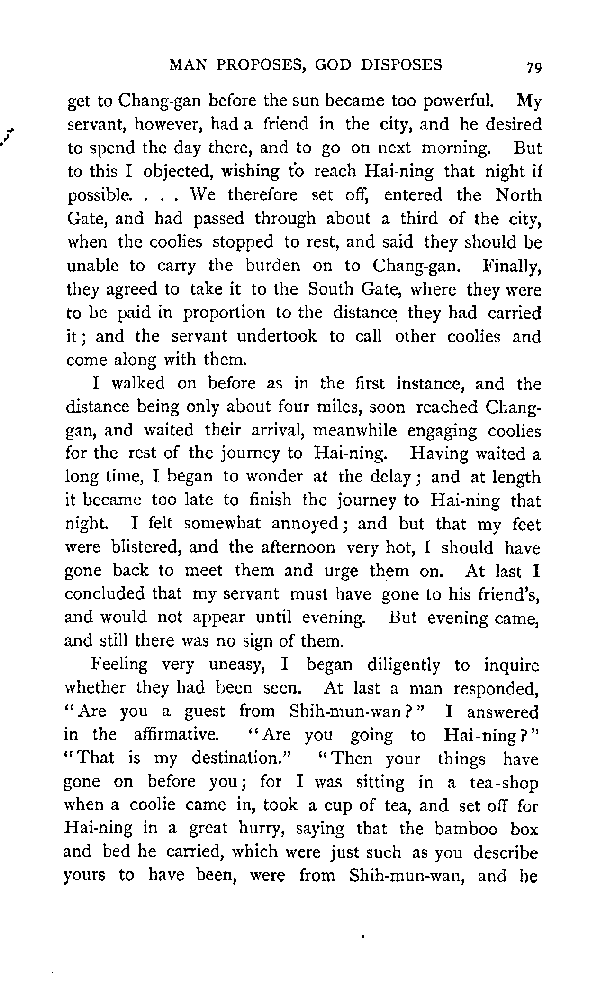 MAN PROPOSES, GOD DISPOSES 79
get to Chang-gan before the sun became too powerful. My
servant, however, had a friend in the city, and he desired
to spend the day there, and to go on next morning. But
to this I objected, wishing to reach Hai-ning that night if
possible. . . . We therefore set off, entered the North
Gate, and had passed through about a third of the city,
when the coolies stopped to rest, and said they should be
unable to carry the burden on to Chang-gan. Finally,
they agreed to take it to the South Gate, where they were
to be paid in proportion to the distance they had carried
it; and the servant undertook to call other coolies and
come along with them.
I walked on before as in the first instance, and the
distance being only about four miles, soon reached Chang-
gan, and waited their arrival, meanwhile engaging coolies
for the rest of the journey to Hai-ning. Having waited a
long time, I began to wonder at the delay; and at length
it became too late to finish the journey to Hai-ning that
night. I felt somewhat annoyed; and but that my feet
were blistered, and the afternoon very hot, I should have
gone back to meet them and urge them on. At last I
concluded that my servant must have gone to his friend's,
and would not appear until evening. But evening came,
and still there was no sign of them.
Feeling very uneasy, I began diligently to inquire
whether they had been seen. At last a man responded,
"Are you a guest from Shih-mun-wan?" I answered
in the affirmative. "Are you going to Hai-ning?"
"That is my destination." "Then your things have
gone on before you; for I was sitting in a tea-shop
when a coolie came in, took a cup of tea, and set off for
Hai-ning in a great hurry, saying that the bamboo box
and bed he carried, which were just such as you describe
yours to have been, were from Shih-mun-wan, and he